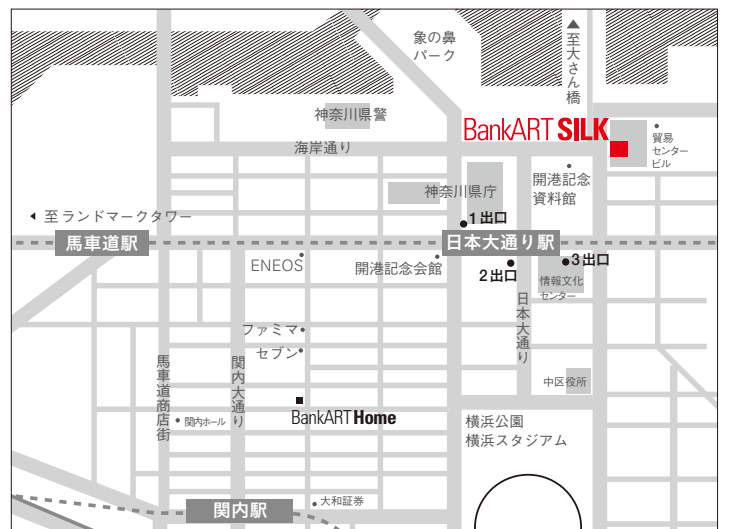 象の鼻
パーク
至大さん橋
神奈川県警
BankART SILK
貿易
センター
ビル
海岸通り
開港記念
資料館
神奈川県庁
至ランドマークタワー
1出口
馬車道駅
日本大通り駅
ENEOS
開港記念会館
2出口
3出口
情報文化
センター
日本大通り
ファミマ
セブン
馬車道商店街
関内大通り
中区役所
関内ホール
BankART Home
横浜公園
横浜スタジアム
大和証券
関内駅